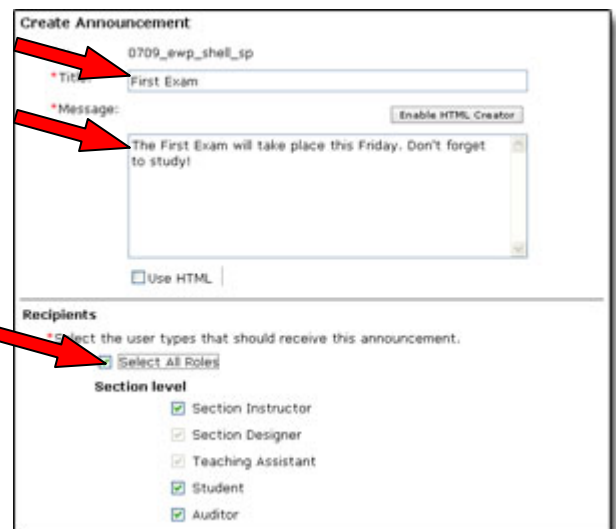 Create Announcement
0709_ewp_shell_sp
*Title:
First Exam
*Message:
Enable HTML Creator
The First Exam will take place this Friday. Don't forget
to study!
Use HTML
Recipients
*Select the user types that should receive this announcement.
Select All Roles
Section level
Section Instructor
Section Designer
Teaching Assistant
Student
Auditor